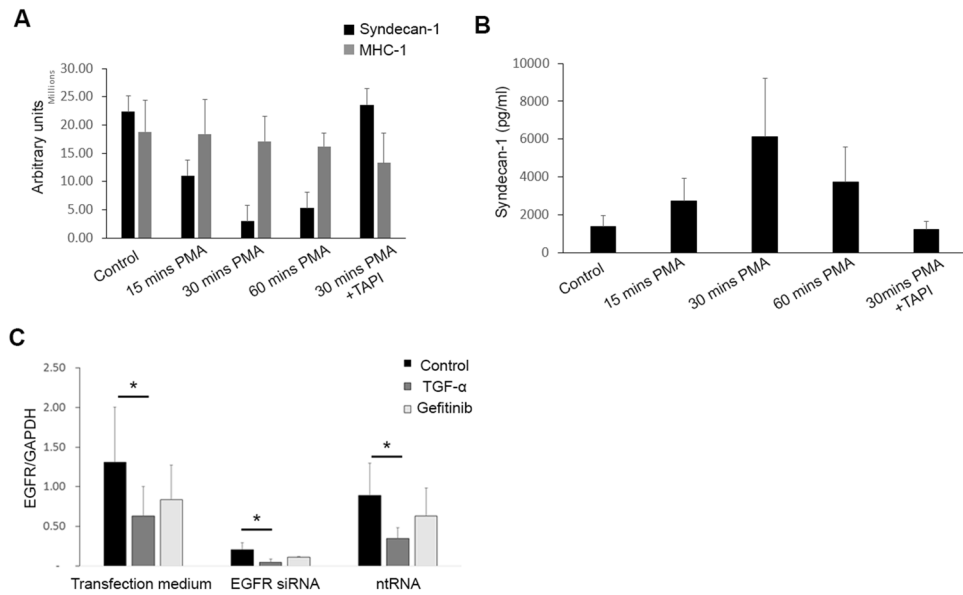 A
Syndecan-1
MHC-1
30.00
25.00
20.00
15.00
10.00
5.00
0.00
Millions
Arbitrary units
Control
15 mins PMA
30 mins PMA
60 mins PMA
30 mins PMA
+TAPI
B
10000
8000
6000
4000
2000
0
Syndecan-1 (pg/ml)
Control
15 mins PMA
30 mins PMA
60 mins PMA
30mins PMA
+TAPI
C
Control
TGF-α
Gefitinib
2.50
2.00
1.50
1.00
0.50
-
EGFR/GAPDH
*
*
*
Transfection medium
EGFR siRNA
ntRNA